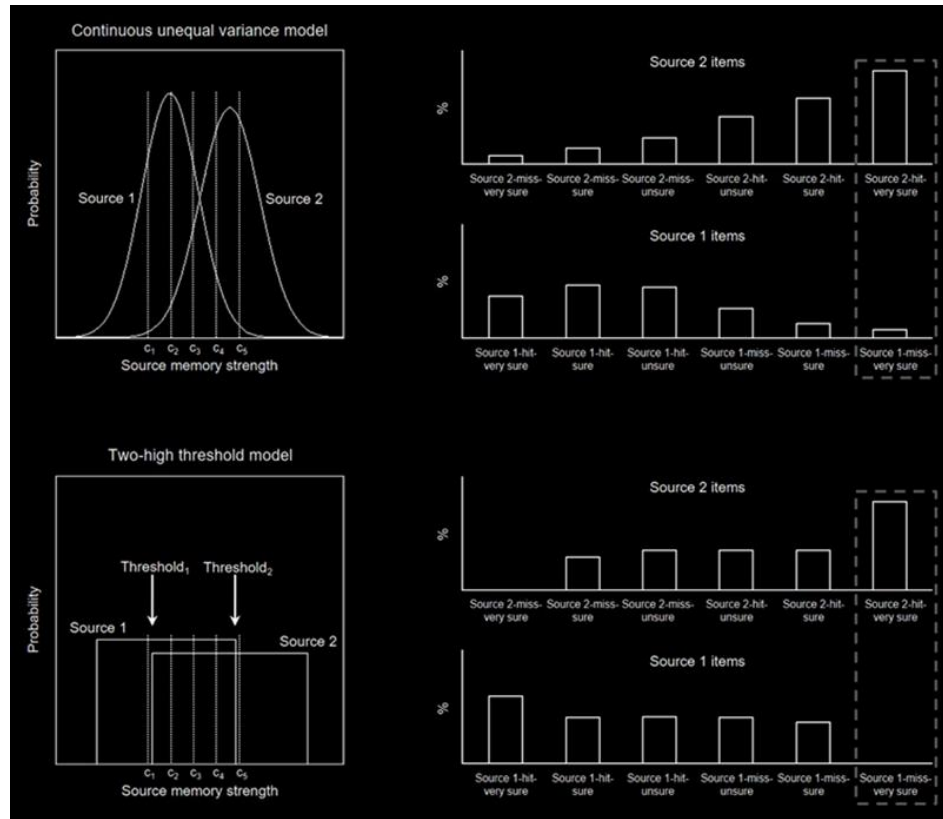 Continuous unequal variance model
Probability
Source 1
Source 2
c1 c2 c3 c4 c5
Source memory strength
Source 2 items
%
Source 2-miss-
very sure
Source 2-miss-
sure
Source 2-miss-
unsure
Source 2-hit-
unsure
Source 2-hit-
sure
Source 2-hit-
very sure
Source 1 items
%
Source 1-hit-
very sure
Source 1-hit-
sure
Source 1-hit-
unsure
Source 1-miss-
unsure
Source 1-miss-
sure
Source 1-miss-
very sure
Two-high threshold model
Probability
Threshold1
Threshold2
Source 1
Source 2
c1 c2 c3 c4 c5
Source memory strength
Source 2 items
%
Source 2-miss-
very sure
Source 2-miss-
sure
Source 2-miss-
unsure
Source 2-hit-
unsure
Source 2-hit-
sure
Source 2-hit-
very sure
Source 1 items
%
Source 1-hit-
very sure
Source 1-hit-
sure
Source 1-hit-
unsure
Source 1-miss-
unsure
Source 1-miss-
sure
Source 1-miss-
very sure